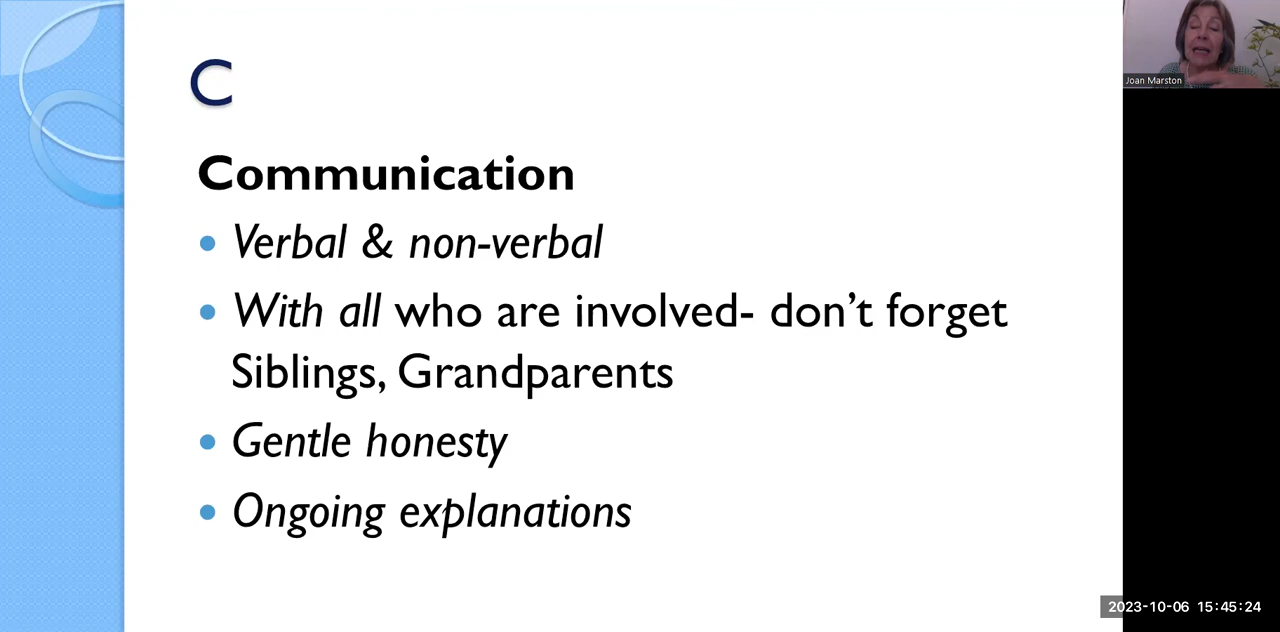 C
Communication
Verbal & non-verbal
With all who are involved- don’t forget
Siblings, Grandparents
Gentle honesty
Ongoing explanations
Joan Marston
2023-10-06 15:45:24